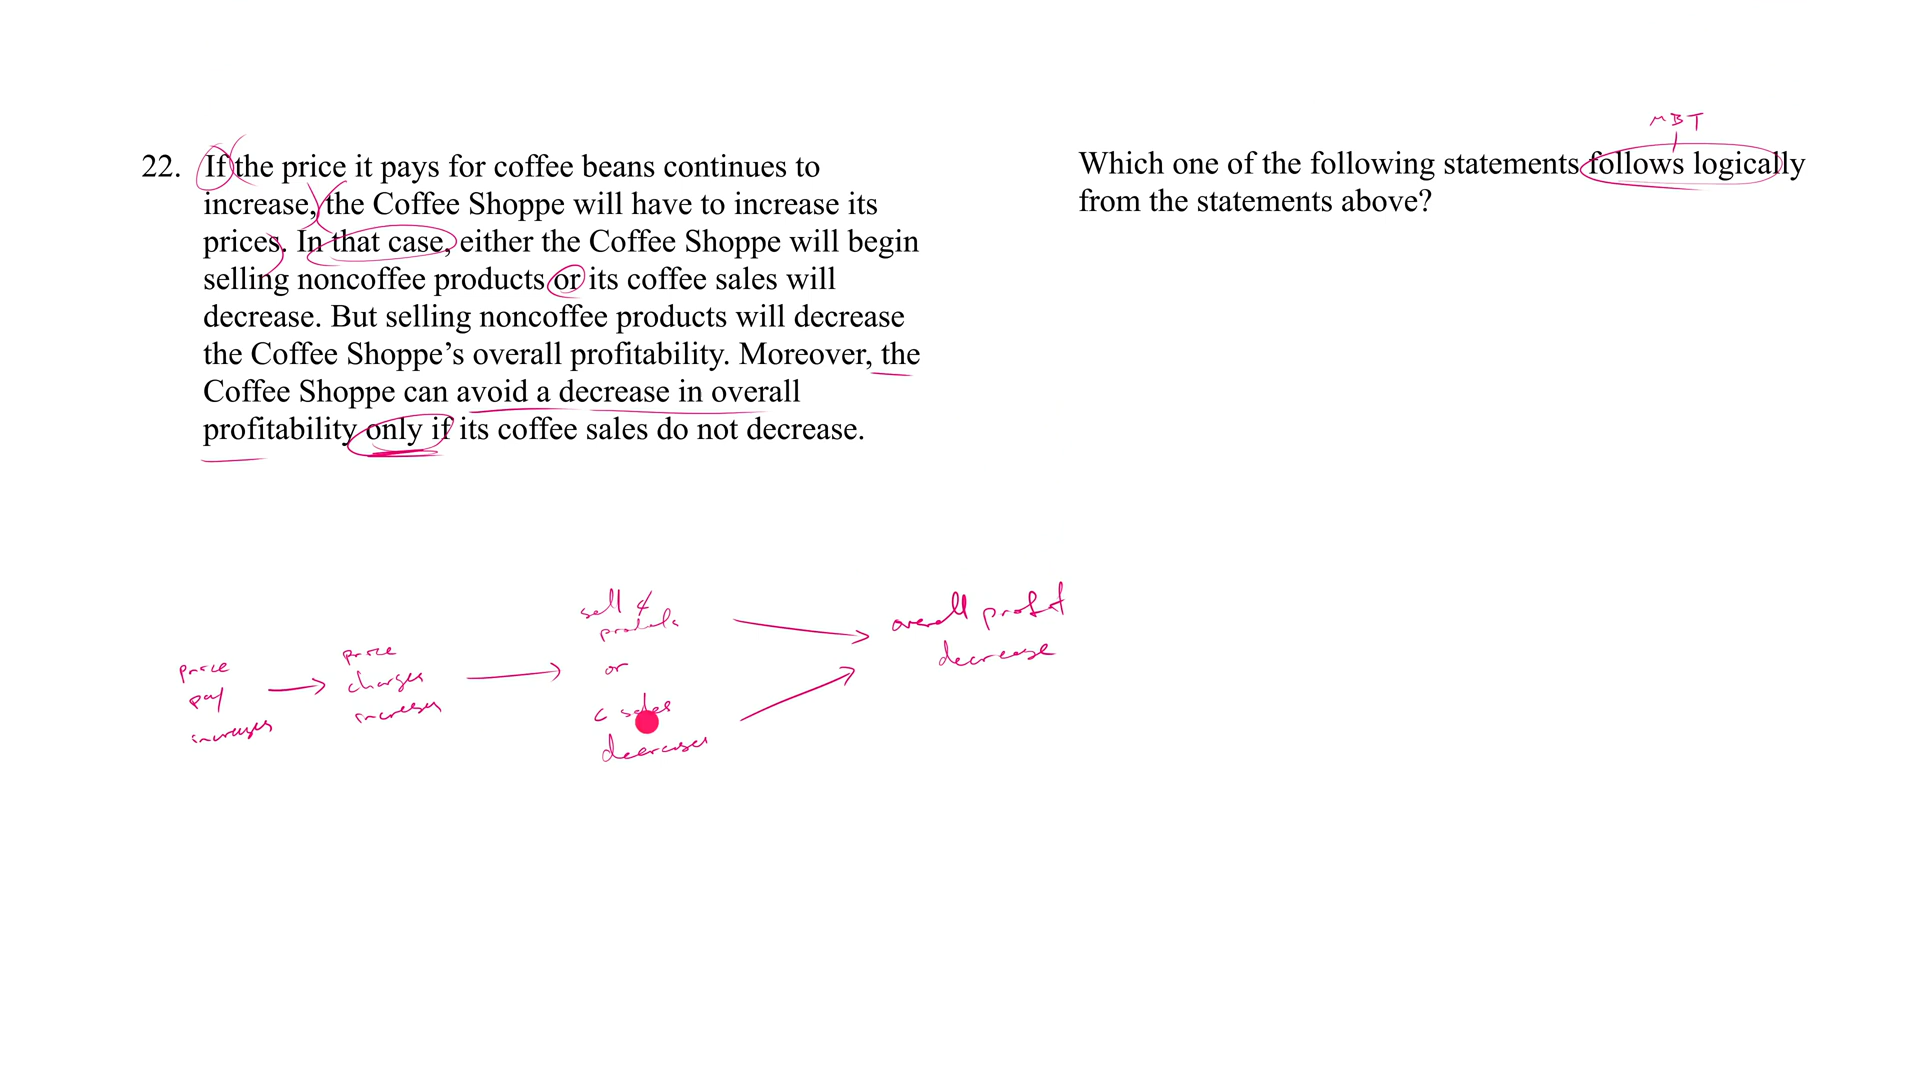 22. If the price it pays for coffee beans continues to
increase, the Coffee Shoppe will have to increase its
prices. In that case, either the Coffee Shoppe will begin
selling noncoffee products or its coffee sales will
decrease. But selling noncoffee products will decrease
the Coffee Shoppe’s overall profitability. Moreover, the
Coffee Shoppe can avoid a decrease in overall
profitability only if its coffee sales do not decrease.
MBT
Which one of the following statements follows logically
from the statements above?
price
pay
increases
price
charges
increases
sell
products
or
c sales
decreases
overall profit
decrease